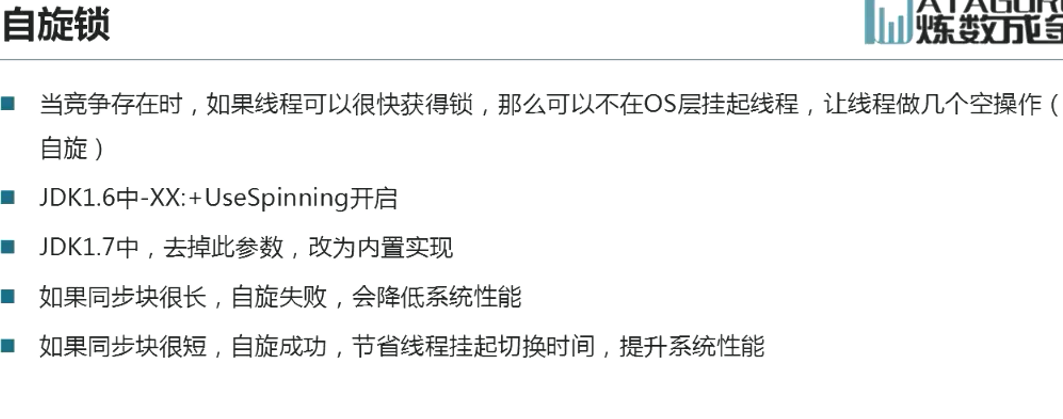 自旋锁
ATAGURU
炼数成金
当竞争存在时，如果线程可以很快获得锁，那么可以不在OS层挂起线程，让线程做几个空操作（
自旋）
JDK1.6中-XX:+UseSpinning开启
JDK1.7中，去掉此参数，改为内置实现
如果同步块很长，自旋失败，会降低系统性能
如果同步块很短，自旋成功，节省线程挂起切换时间，提升系统性能